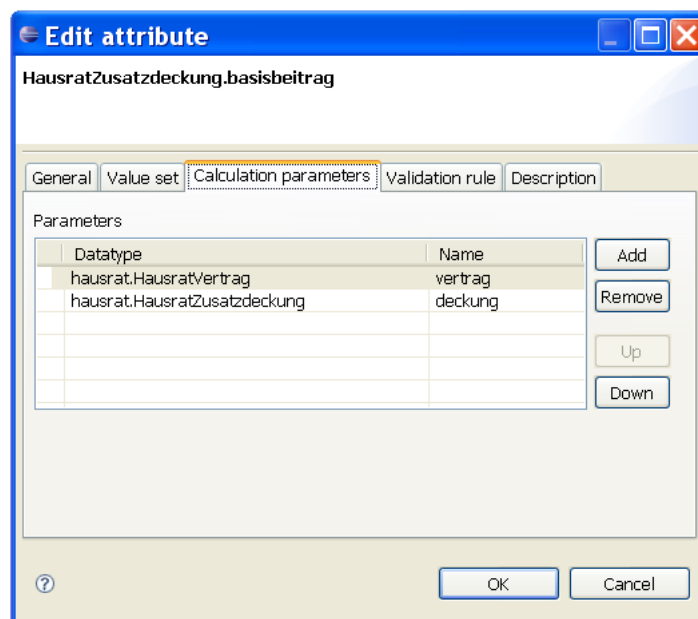 Edit attribute
HausratZusatzdeckung.basisbeitrag
General Value set Calculation parameters Validation rule Description
Parameters
Datatype Name
hausrat.HausratVertrag vertrag
hausrat.HausratZusatzdeckung deckung
Add
Remove
Up
Down
OK Cancel